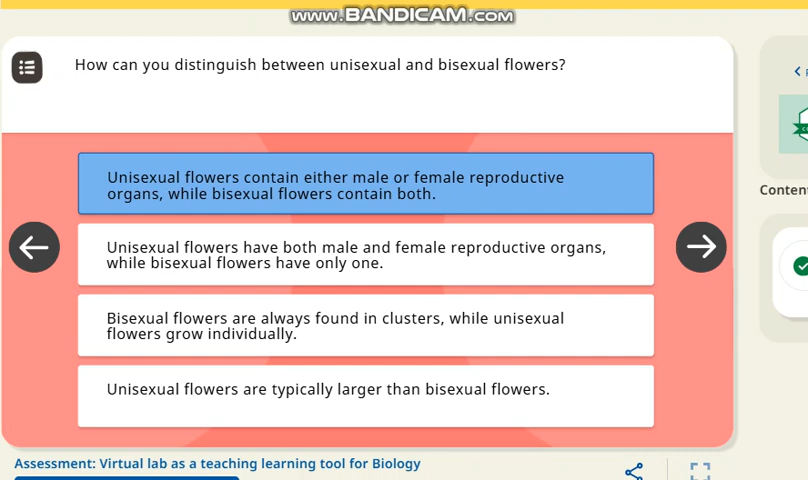 www.BANDICAM.com
How can you distinguish between unisexual and bisexual flowers?
Unisexual flowers contain either male or female reproductive
organs, while bisexual flowers contain both.
Unisexual flowers have both male and female reproductive organs,
while bisexual flowers have only one.
Bisexual flowers are always found in clusters, while unisexual
flowers grow individually.
Unisexual flowers are typically larger than bisexual flowers.
Conten
Assessment: Virtual lab as a teaching learning tool for Biology